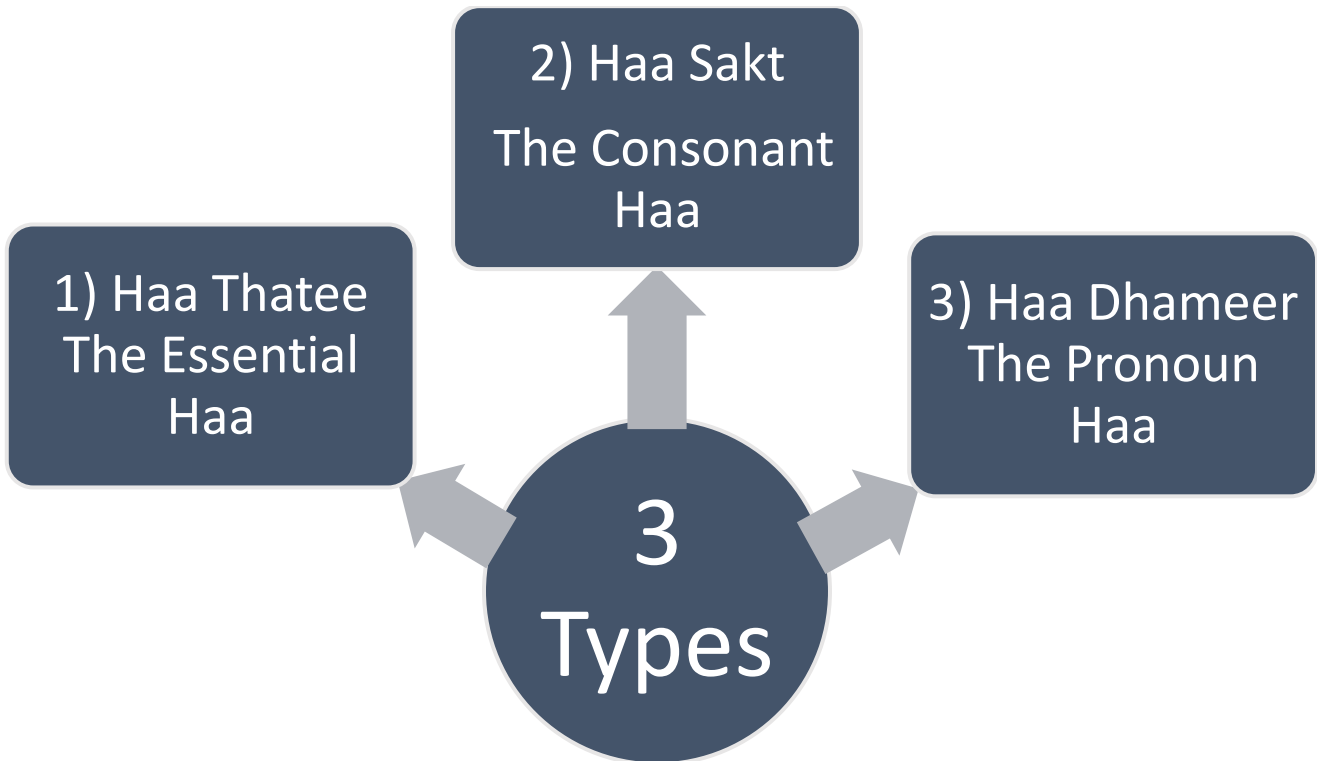 3
Types
1) Haa Thatee
The Essential
Haa
2) Haa Sakt
The Consonant
Haa
3) Haa Dhameer
The Pronoun
Haa